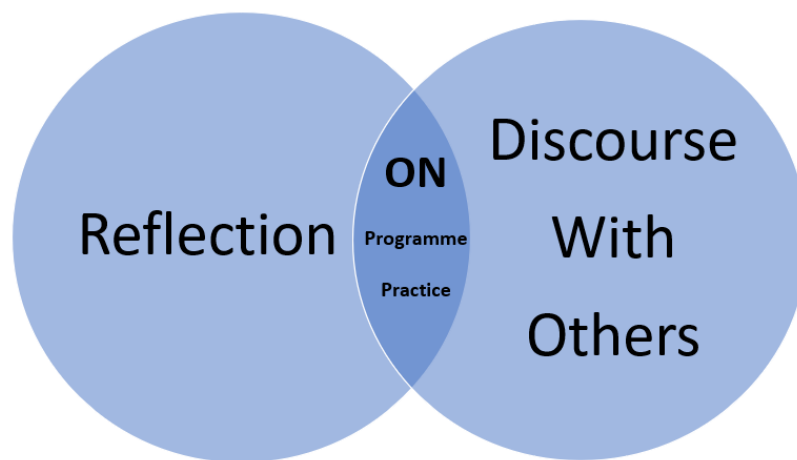 Reflection
ON
Programme
Practice
Discourse
With
Others